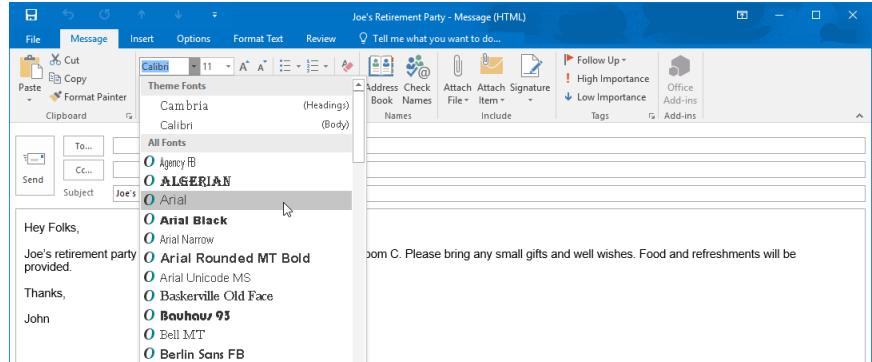 Joe's Retirement Party - Message (HTML)
File Message Insert Options Format Text Review Tell me what you want to do...
Paste
Cut
Copy
Format Painter
Clipboard
Calibri 11
Address Book
Check Names
Names
Attach File
Attach Item
Signature
Include
Follow Up
High Importance
Low Importance
Tags
Office Add-ins
Add-ins
Theme Fonts
Cambria (Headings)
Calibri (Body)
All Fonts
Agency FB
ALGERIAN
Arial
Arial Black
Arial Narrow
Arial Rounded MT Bold
Arial Unicode MS
Baskerville Old Face
Bauhaus 93
Bell MT
Berlin Sans FB
Send
To...
Cc...
Subject Joe's
Hey Folks,
Joe's retirement party C. Please bring any small gifts and well wishes. Food and refreshments will be
provided.
Thanks,
John